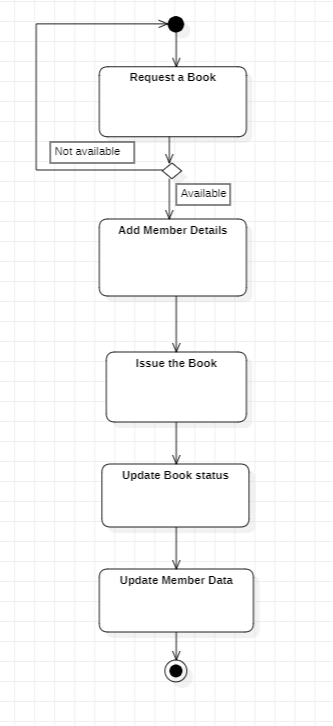 Request a Book
Not available
Available
Add Member Details
Issue the Book
Update Book status
Update Member Data